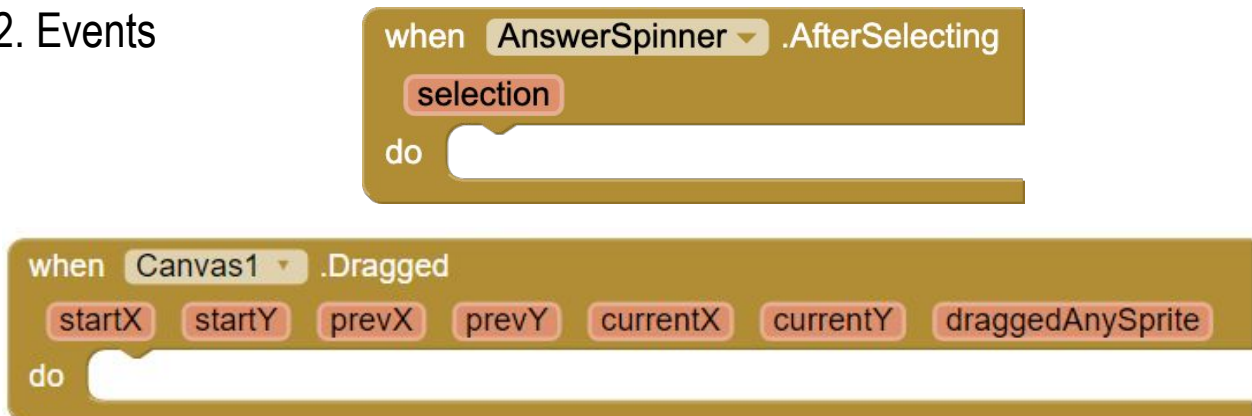 2. Events
when AnswerSpinner .AfterSelecting
selection
do
when Canvas1 .Dragged
startX startY prevX prevY currentX currentY draggedAnySprite
do